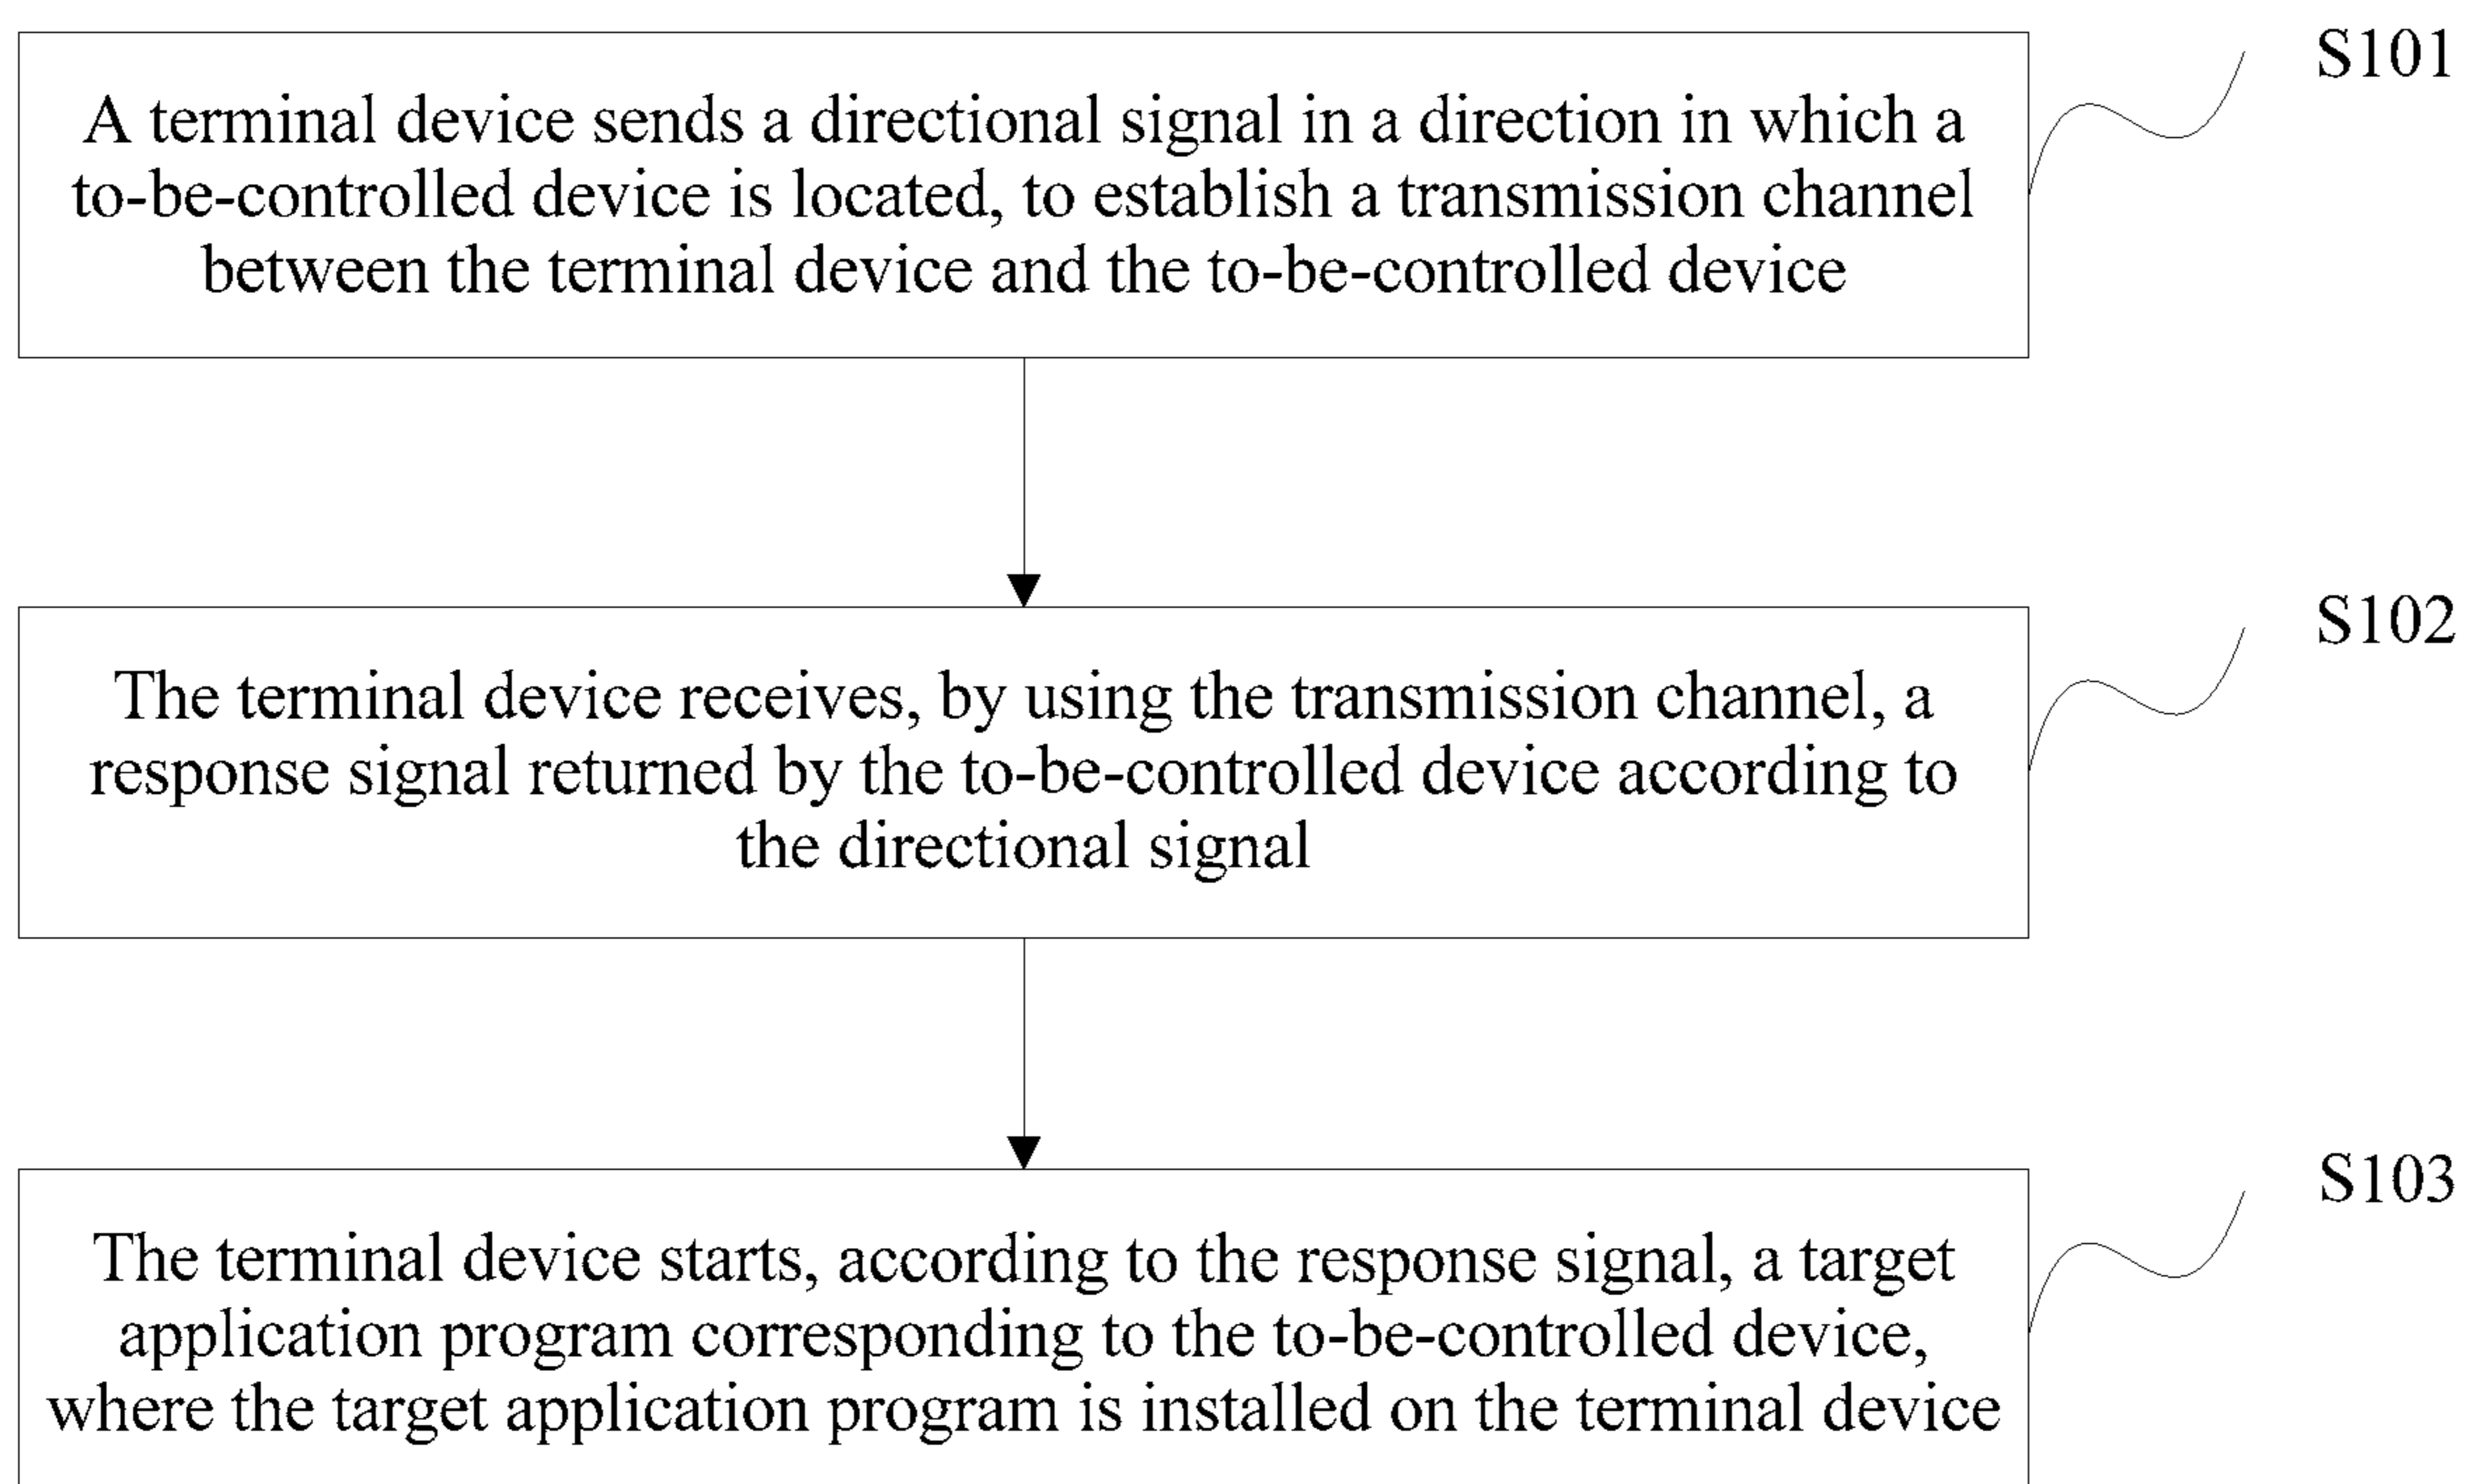 S101
A terminal device sends a directional signal in a direction in which a
to-be-controlled device is located, to establish a transmission channel
between the terminal device and the to-be-controlled device
S102
The terminal device receives, by using the transmission channel, a
response signal returned by the to-be-controlled device according to
the directional signal
S103
The terminal device starts, according to the response signal, a target
application program corresponding to the to-be-controlled device,
where the target application program is installed on the terminal device